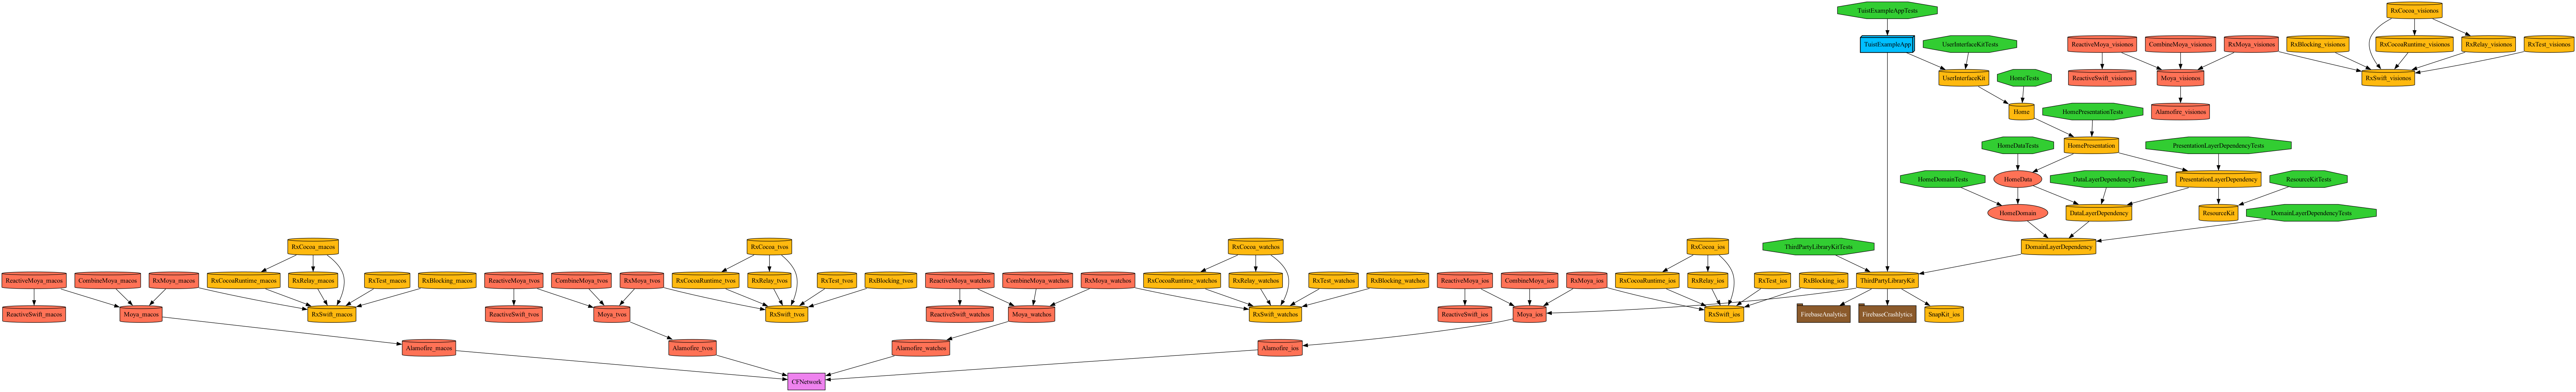 TuistExampleAppTests
RxCocoa_visionos
TuistExampleApp
UserInterfaceKitTests
ReactiveMoya_visionos
CombineMoya_visionos
RxMoya_visionos
RxBlocking_visionos
RxCocoaRuntime_visionos
RxRelay_visionos
RxTest_visionos
UserInterfaceKit
HomeTests
ReactiveSwift_visionos
Moya_visionos
RxSwift_visionos
Home
HomePresentationTests
Alamofire_visionos
HomeDataTests
HomePresentation
PresentationLayerDependencyTests
HomeDomainTests
HomeData
DataLayerDependencyTests
PresentationLayerDependency
ResourceKitTests
HomeDomain
DataLayerDependency
ResourceKit
DomainLayerDependencyTests
RxCocoa_macos
RxCocoa_tvos
RxCocoa_watchos
RxCocoa_ios
ThirdPartyLibraryKitTests
DomainLayerDependency
ReactiveMoya_macos
CombineMoya_macos
RxMoya_macos
RxCocoaRuntime_macos
RxRelay_macos
RxTest_macos
RxBlocking_macos
ReactiveMoya_tvos
CombineMoya_tvos
RxMoya_tvos
RxCocoaRuntime_tvos
RxRelay_tvos
RxTest_tvos
RxBlocking_tvos
ReactiveMoya_watchos
CombineMoya_watchos
RxMoya_watchos
RxCocoaRuntime_watchos
RxRelay_watchos
RxTest_watchos
RxBlocking_watchos
ReactiveMoya_ios
CombineMoya_ios
RxMoya_ios
RxCocoaRuntime_ios
RxRelay_ios
RxTest_ios
RxBlocking_ios
ThirdPartyLibraryKit
ReactiveSwift_macos
Moya_macos
RxSwift_macos
ReactiveSwift_tvos
Moya_tvos
RxSwift_tvos
ReactiveSwift_watchos
Moya_watchos
RxSwift_watchos
ReactiveSwift_ios
Moya_ios
RxSwift_ios
FirebaseAnalytics
FirebaseCrashlytics
SnapKit_ios
Alamofire_macos
Alamofire_tvos
Alamofire_watchos
Alamofire_ios
CFNetwork